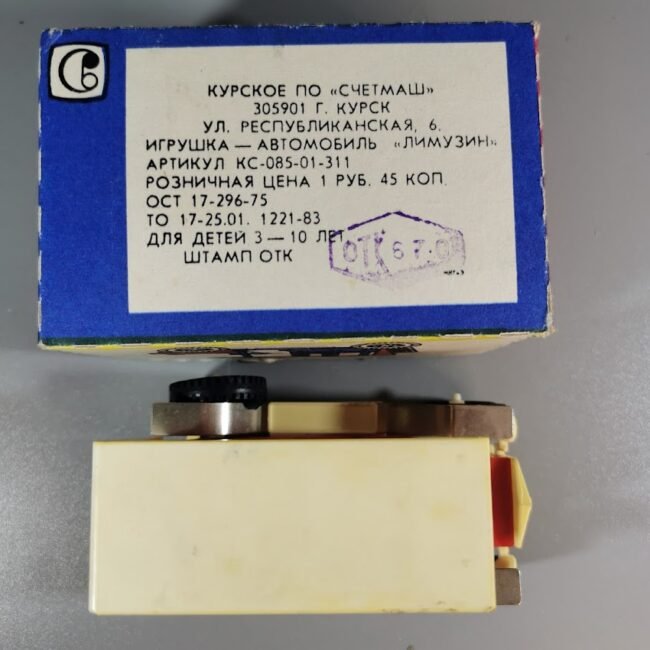 КУРСКОЕ ПО «СЧЕТМАШ»
305901 Г. КУРСК
УЛ. РЕСПУБЛИКАНСКАЯ, 6.
ИГРУШКА — АВТОМОБИЛЬ «ЛИМУЗИН»
АРТИКУЛ КС-085-01-311
РОЗНИЧНАЯ ЦЕНА 1 РУБ. 45 КОП.
ОСТ 17-296-75
ТО 17-25.01. 1221-83
ДЛЯ ДЕТЕЙ 3 — 10 ЛЕТ
ШТАМП ОТК
ОТК 6 7